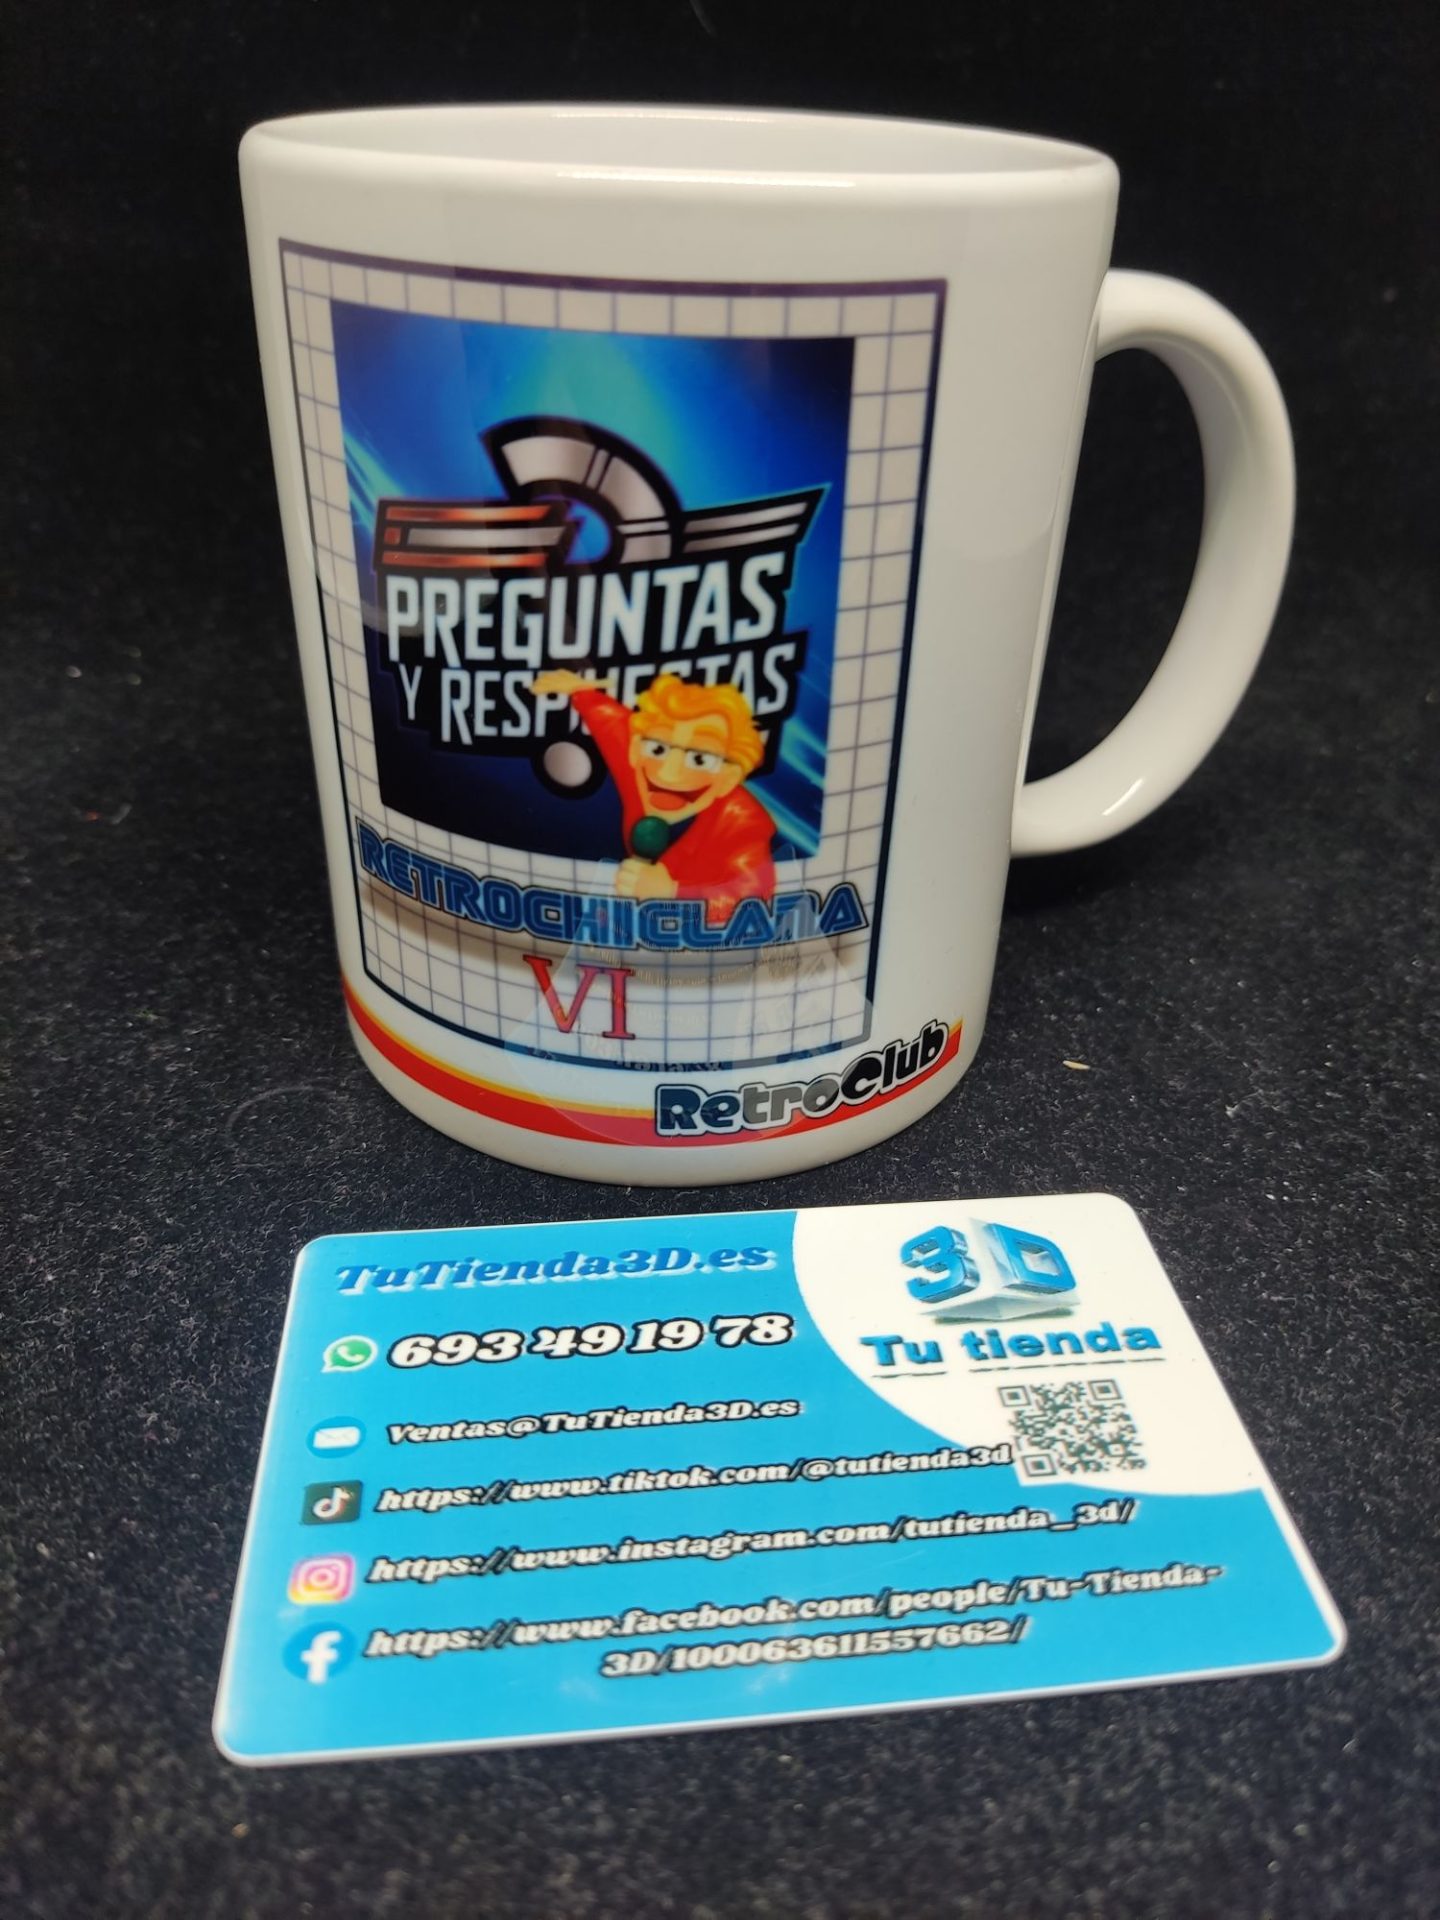 PREGUNTAS
Y RESPUESTAS
RETROCHICLANA
VI
RetroClub
TuTienda3D.es
693 49 19 78
Ventas@TuTienda3D.es
https://www.tiktok.com/@tutienda3d
https://www.instagram.com/tutienda_3d/
https://www.facebook.com/people/Tu-Tienda-
3D/100063611557662/
3D
Tu tienda